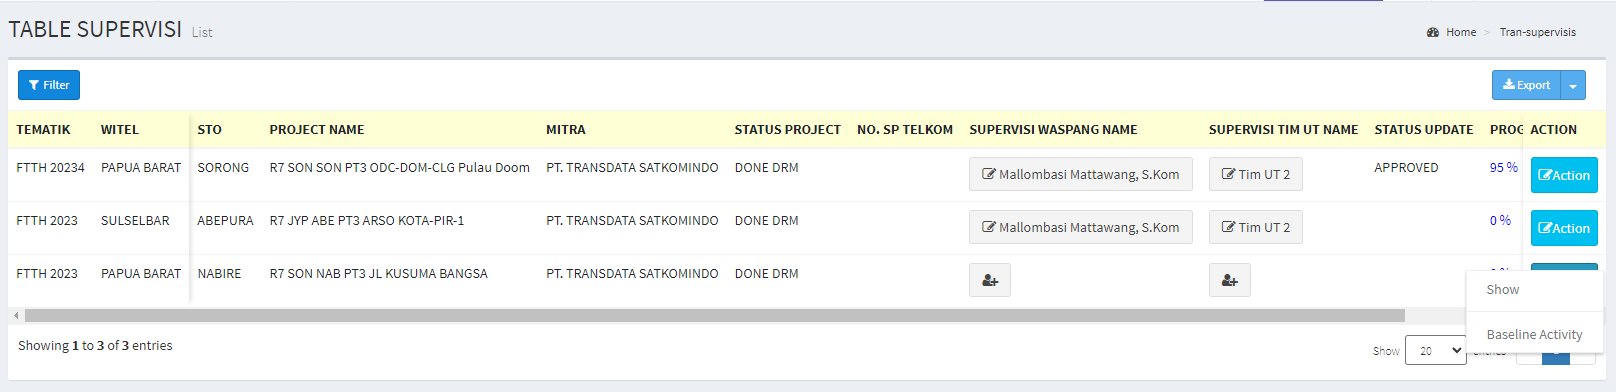 TABLE SUPERVISI List
Home > Tran-supervisis
Filter
Export
TEMATIK WITEL STO PROJECT NAME MITRA STATUS PROJECT NO. SP TELKOM SUPERVISI WASPANG NAME SUPERVISI TIM UT NAME STATUS UPDATE PROG ACTION
FTTH 20234 PAPUA BARAT SORONG R7 SON SON PT3 ODC-DOM-CLG Pulau Doom PT. TRANSDATA SATKOMINDO DONE DRM Mallombasi Mattawang, S.Kom Tim UT 2 APPROVED 95 % Action
FTTH 2023 SULSELBAR ABEPURA R7 JYP ABE PT3 ARSO KOTA-PIR-1 PT. TRANSDATA SATKOMINDO DONE DRM Mallombasi Mattawang, S.Kom Tim UT 2 0 % Action
FTTH 2023 PAPUA BARAT NABIRE R7 SON NAB PT3 JL KUSUMA BANGSA PT. TRANSDATA SATKOMINDO DONE DRM
Show
Baseline Activity
Showing 1 to 3 of 3 entries
Show 20